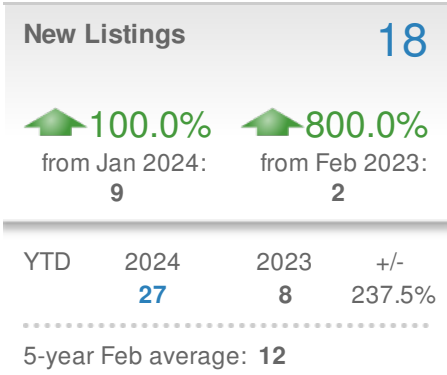 New Listings 18
100.0% 800.0%
from Jan 2024: from Feb 2023:
9 2
YTD 2024 2023 +/-
27 8 237.5%
5-year Feb average: 12